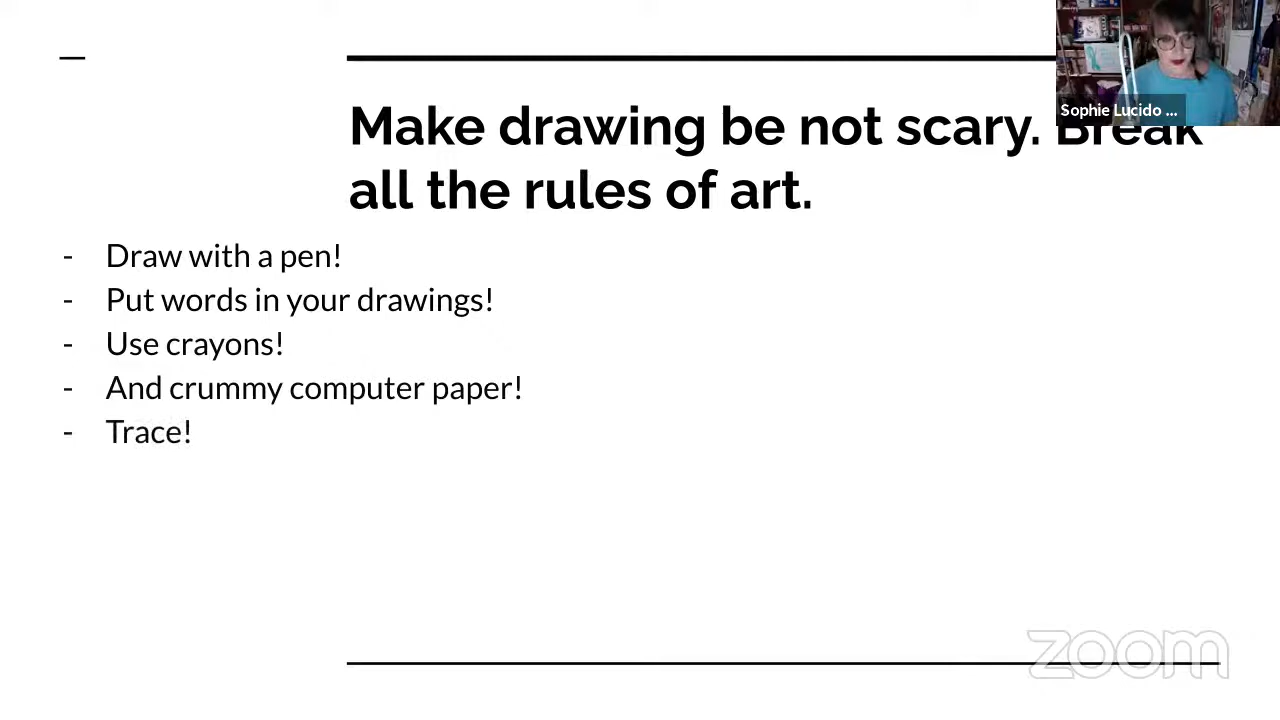 Make drawing be not scary. Break
all the rules of art.
- Draw with a pen!
- Put words in your drawings!
- Use crayons!
- And crummy computer paper!
- Trace!
Sophie Lucido ...
zoom